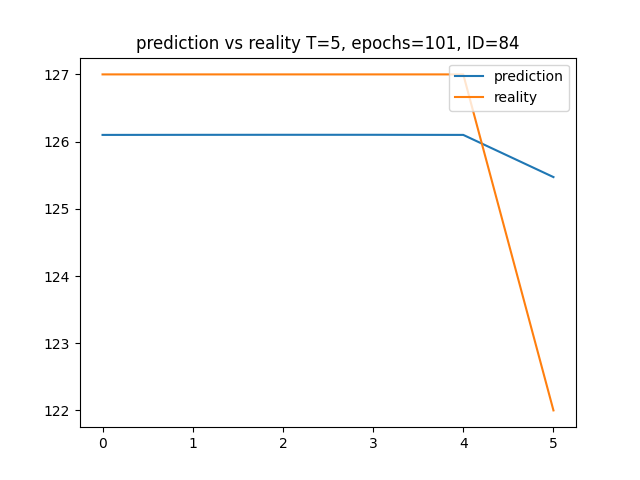 prediction vs reality T=5, epochs=101, ID=84
prediction
reality
127
126
125
124
123
122
0 1 2 3 4 5